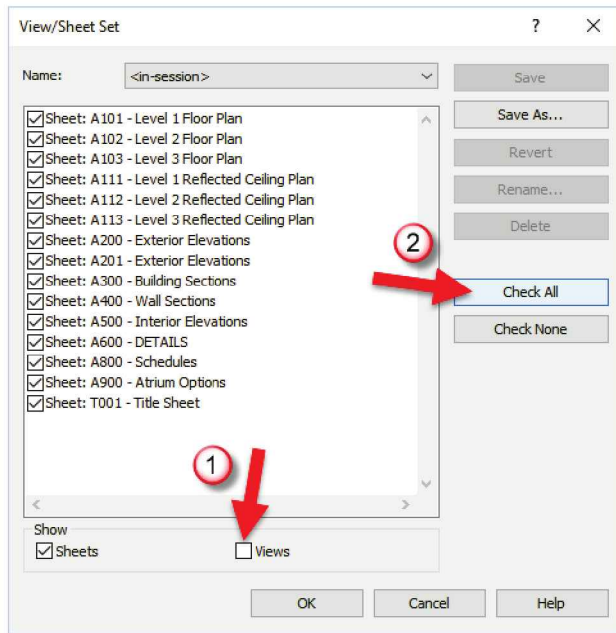 View/Sheet Set
Name: <in-session>
Save
Sheet: A101 - Level 1 Floor Plan
Sheet: A102 - Level 2 Floor Plan
Sheet: A103 - Level 3 Floor Plan
Sheet: A111 - Level 1 Reflected Ceiling Plan
Sheet: A112 - Level 2 Reflected Ceiling Plan
Sheet: A113 - Level 3 Reflected Ceiling Plan
Sheet: A200 - Exterior Elevations
Sheet: A201 - Exterior Elevations
Sheet: A300 - Building Sections
Sheet: A400 - Wall Sections
Sheet: A500 - Interior Elevations
Sheet: A600 - DETAILS
Sheet: A800 - Schedules
Sheet: A900 - Atrium Options
Sheet: T001 - Title Sheet
Save As...
Revert
Rename...
Delete
2
Check All
Check None
1
Show
Sheets Views
OK Cancel Help